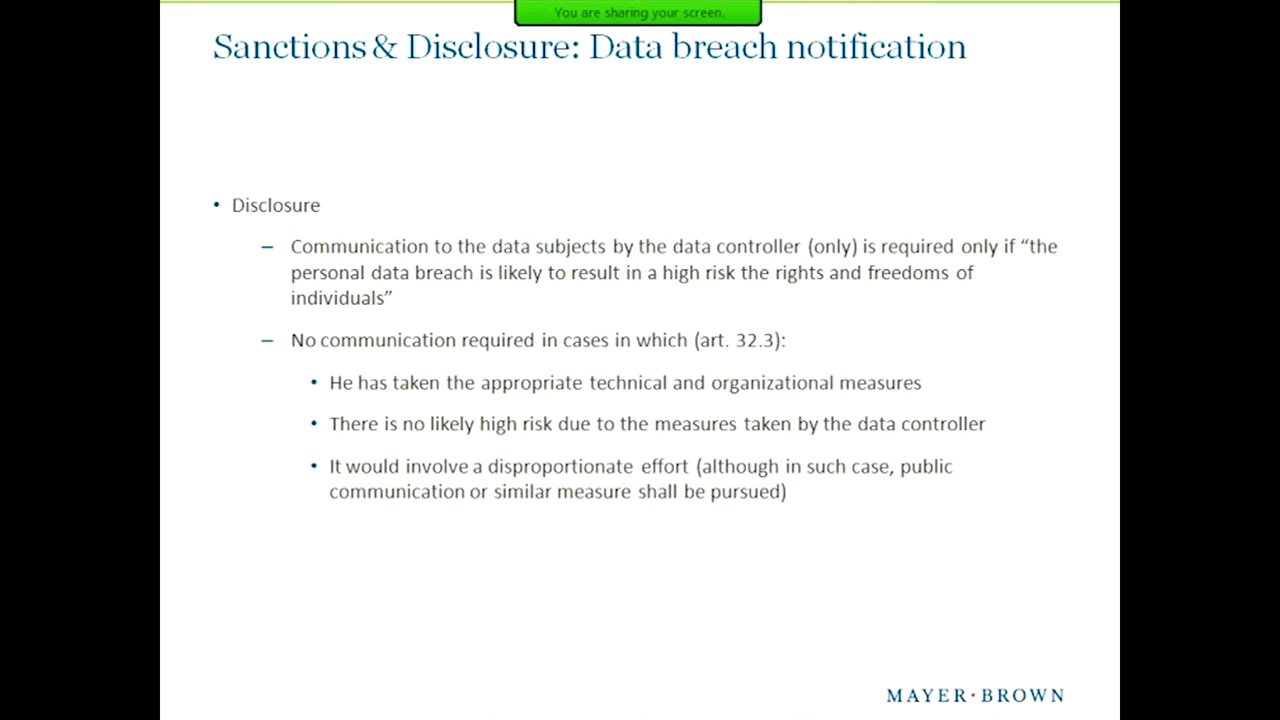 You are sharing your screen.
Sanctions & Disclosure: Data breach notification
• Disclosure
– Communication to the data subjects by the data controller (only) is required only if “the
personal data breach is likely to result in a high risk the rights and freedoms of
individuals”
– No communication required in cases in which (art. 32.3):
• He has taken the appropriate technical and organizational measures
• There is no likely high risk due to the measures taken by the data controller
• It would involve a disproportionate effort (although in such case, public
communication or similar measure shall be pursued)
MAYER·BROWN